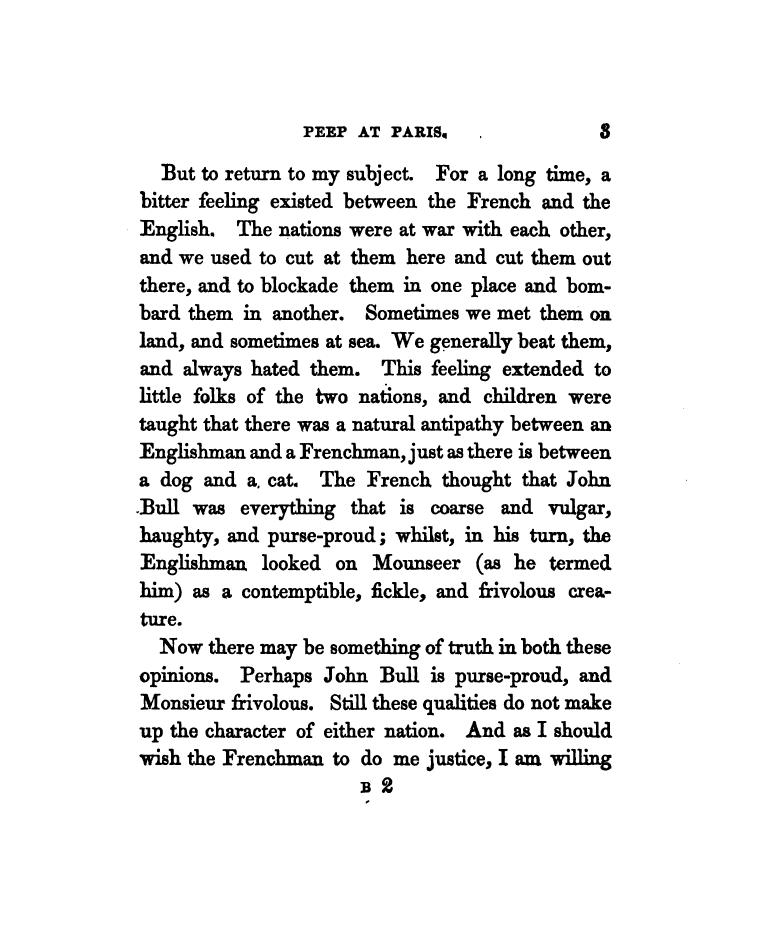 PEEP AT PARIS. 3
But to return to my subject. For a long time, a
bitter feeling existed between the French and the
English. The nations were at war with each other,
and we used to cut at them here and cut them out
there, and to blockade them in one place and bom-
bard them in another. Sometimes we met them on
land, and sometimes at sea. We generally beat them,
and always hated them. This feeling extended to
little folks of the two nations, and children were
taught that there was a natural antipathy between an
Englishman and a Frenchman, just as there is between
a dog and a cat. The French thought that John
Bull was everything that is coarse and vulgar,
haughty, and purse-proud; whilst, in his turn, the
Englishman looked on Mounseer (as he termed
him) as a contemptible, fickle, and frivolous crea-
ture.
Now there may be something of truth in both these
opinions. Perhaps John Bull is purse-proud, and
Monsieur frivolous. Still these qualities do not make
up the character of either nation. And as I should
wish the Frenchman to do me justice, I am willing
B 2